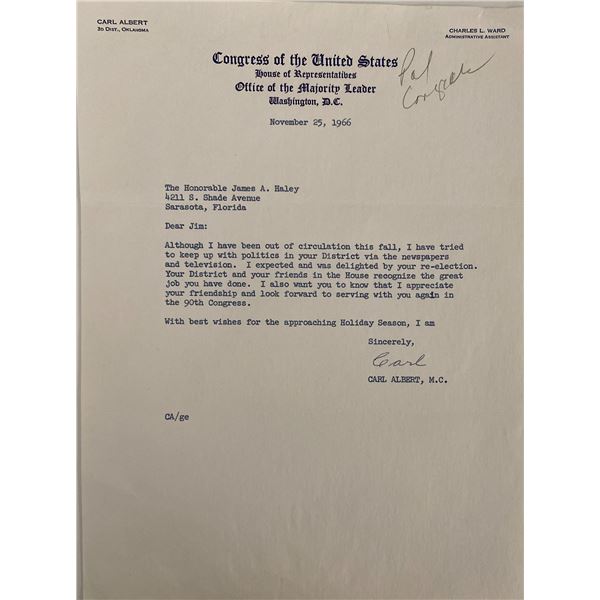 CARL ALBERT
3D DIST., OKLAHOMA
CHARLES L. WARD
ADMINISTRATIVE ASSISTANT
Congress of the United States
House of Representatives
Office of the Majority Leader
Washington, D.C.
November 25, 1966
The Honorable James A. Haley
4211 S. Shade Avenue
Sarasota, Florida
Dear Jim:
Although I have been out of circulation this fall, I have tried
to keep up with politics in your District via the newspapers
and television. I expected and was delighted by your re-election.
Your District and your friends in the House recognize the great
job you have done. I also want you to know that I appreciate
your friendship and look forward to serving with you again in
the 90th Congress.
With best wishes for the approaching Holiday Season, I am
Sincerely,
Carl
CARL ALBERT, M.C.
CA/ge